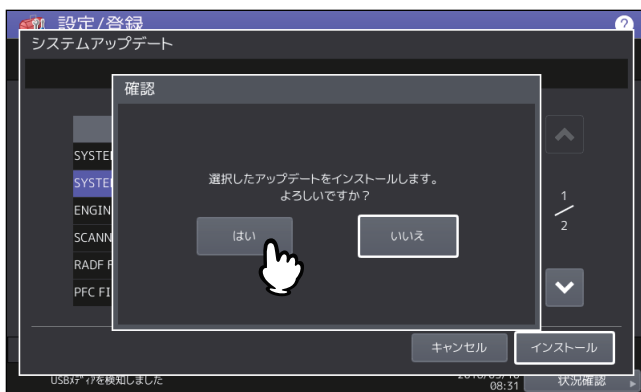 設定/登録
?
システムアップデート
確認
選択したアップデートをインストールします。
よろしいですか？
はい
いいえ
SYSTE
SYSTE
ENGIN
SCANN
RADF F
PFC FI
1
2
キャンセル
インストール
USBﾒﾃﾞｨｱを検知しました
08:31
状況確認